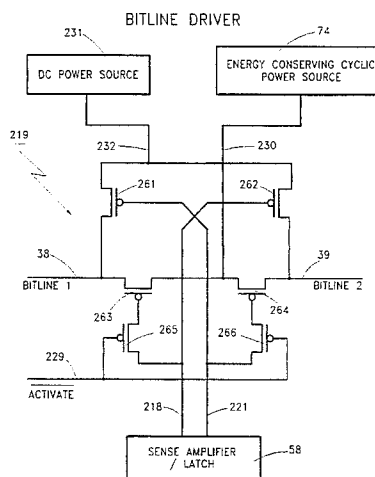 BITLINE DRIVER
231
74
DC POWER SOURCE
ENERGY CONSERVING CYCLIC
POWER SOURCE
219
232
230
261
262
38
39
BITLINE 1
BITLINE 2
263
264
265
266
229
ACTIVATE
218
221
SENSE AMPLIFIER
/ LATCH
58